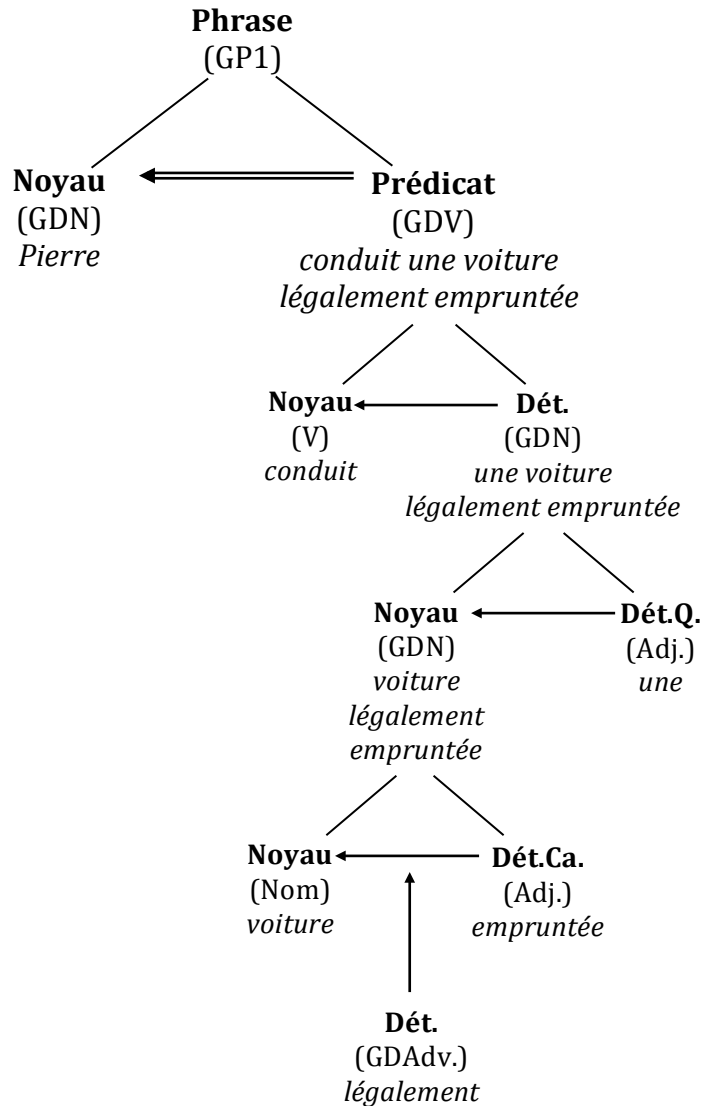 Phrase
(GP1)
Noyau
(GDN)
Pierre
Prédicat
(GDV)
conduit une voiture
légalement empruntée
Noyau
(V)
conduit
Dét.
(GDN)
une voiture
légalement empruntée
Noyau
(GDN)
voiture
légalement
empruntée
Dét.Q.
(Adj.)
une
Noyau
(Nom)
voiture
Dét.Ca.
(Adj.)
empruntée
Dét.
(GDAdv.)
légalement